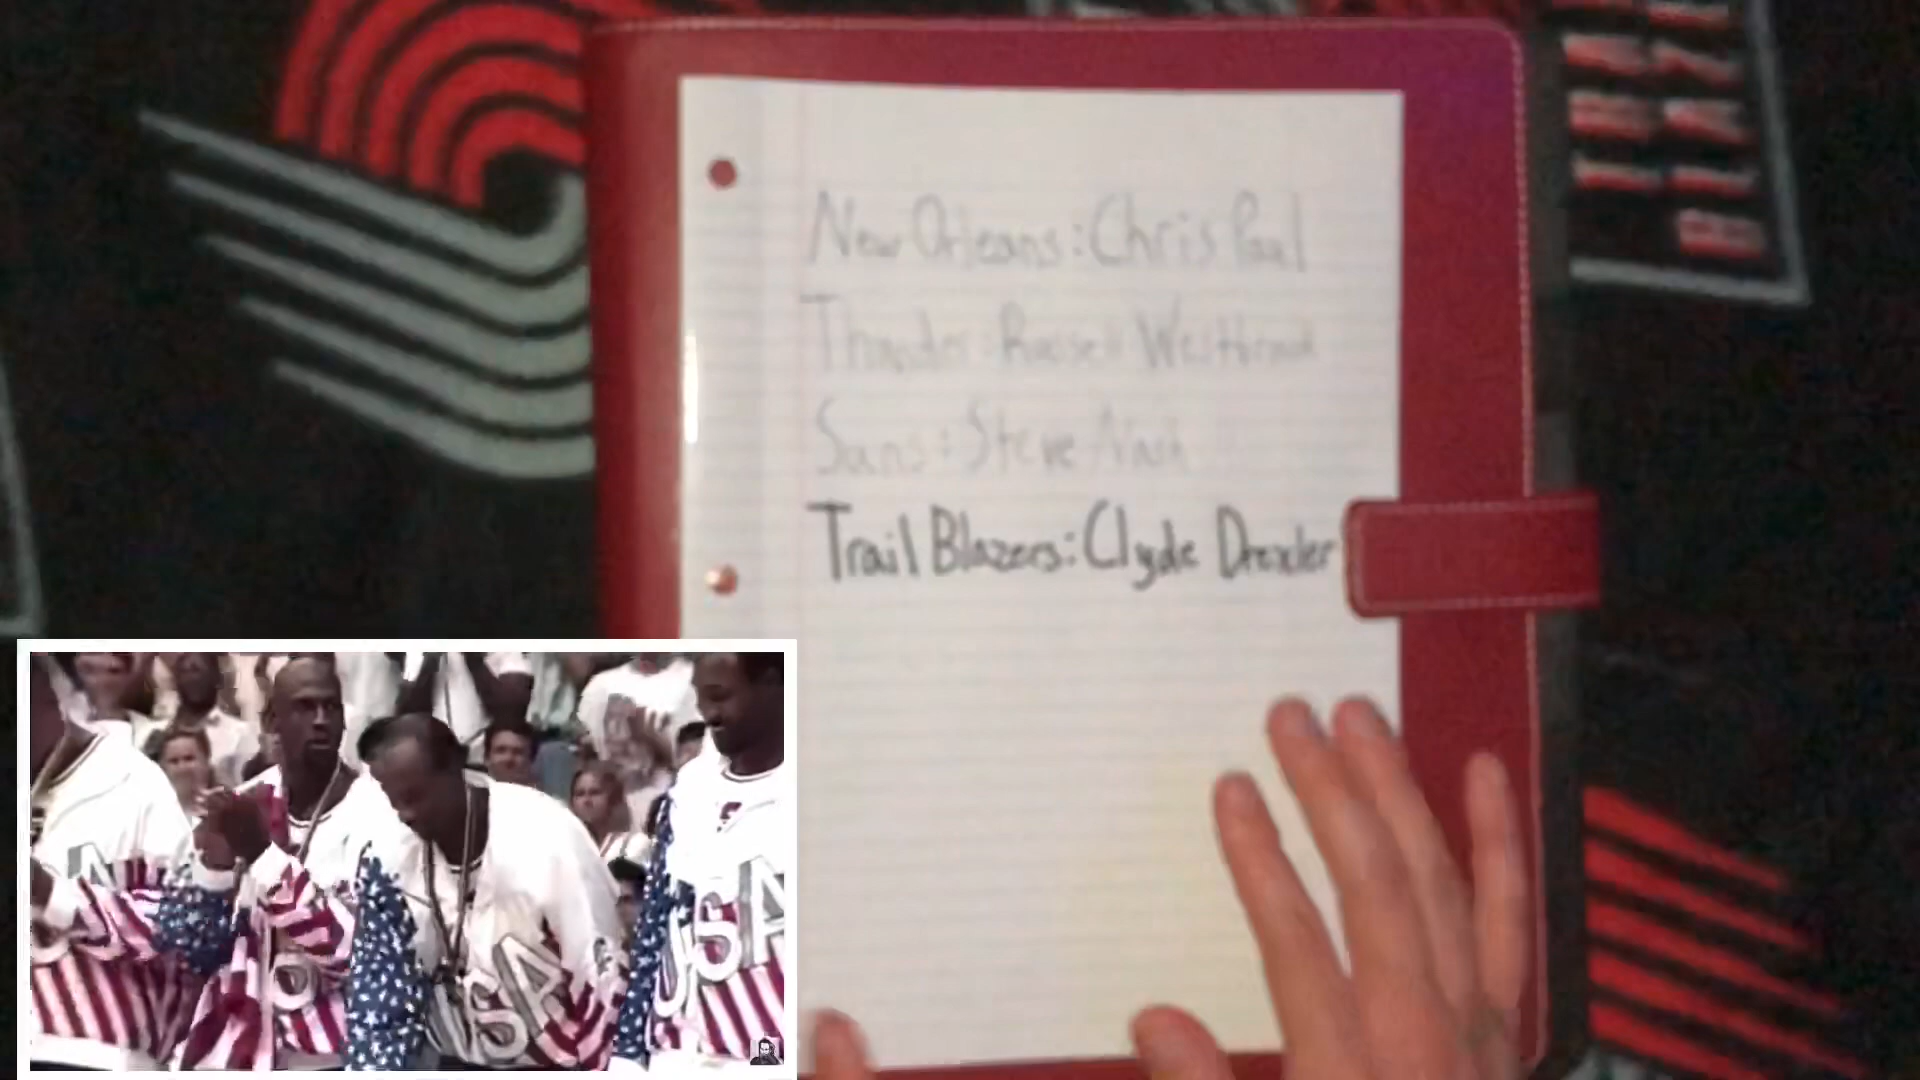 New Orleans: Chris Paul
Thunder: Russell Westbrook
Suns: Steve Nash
Trail Blazers: Clyde Drexler
USA
USA